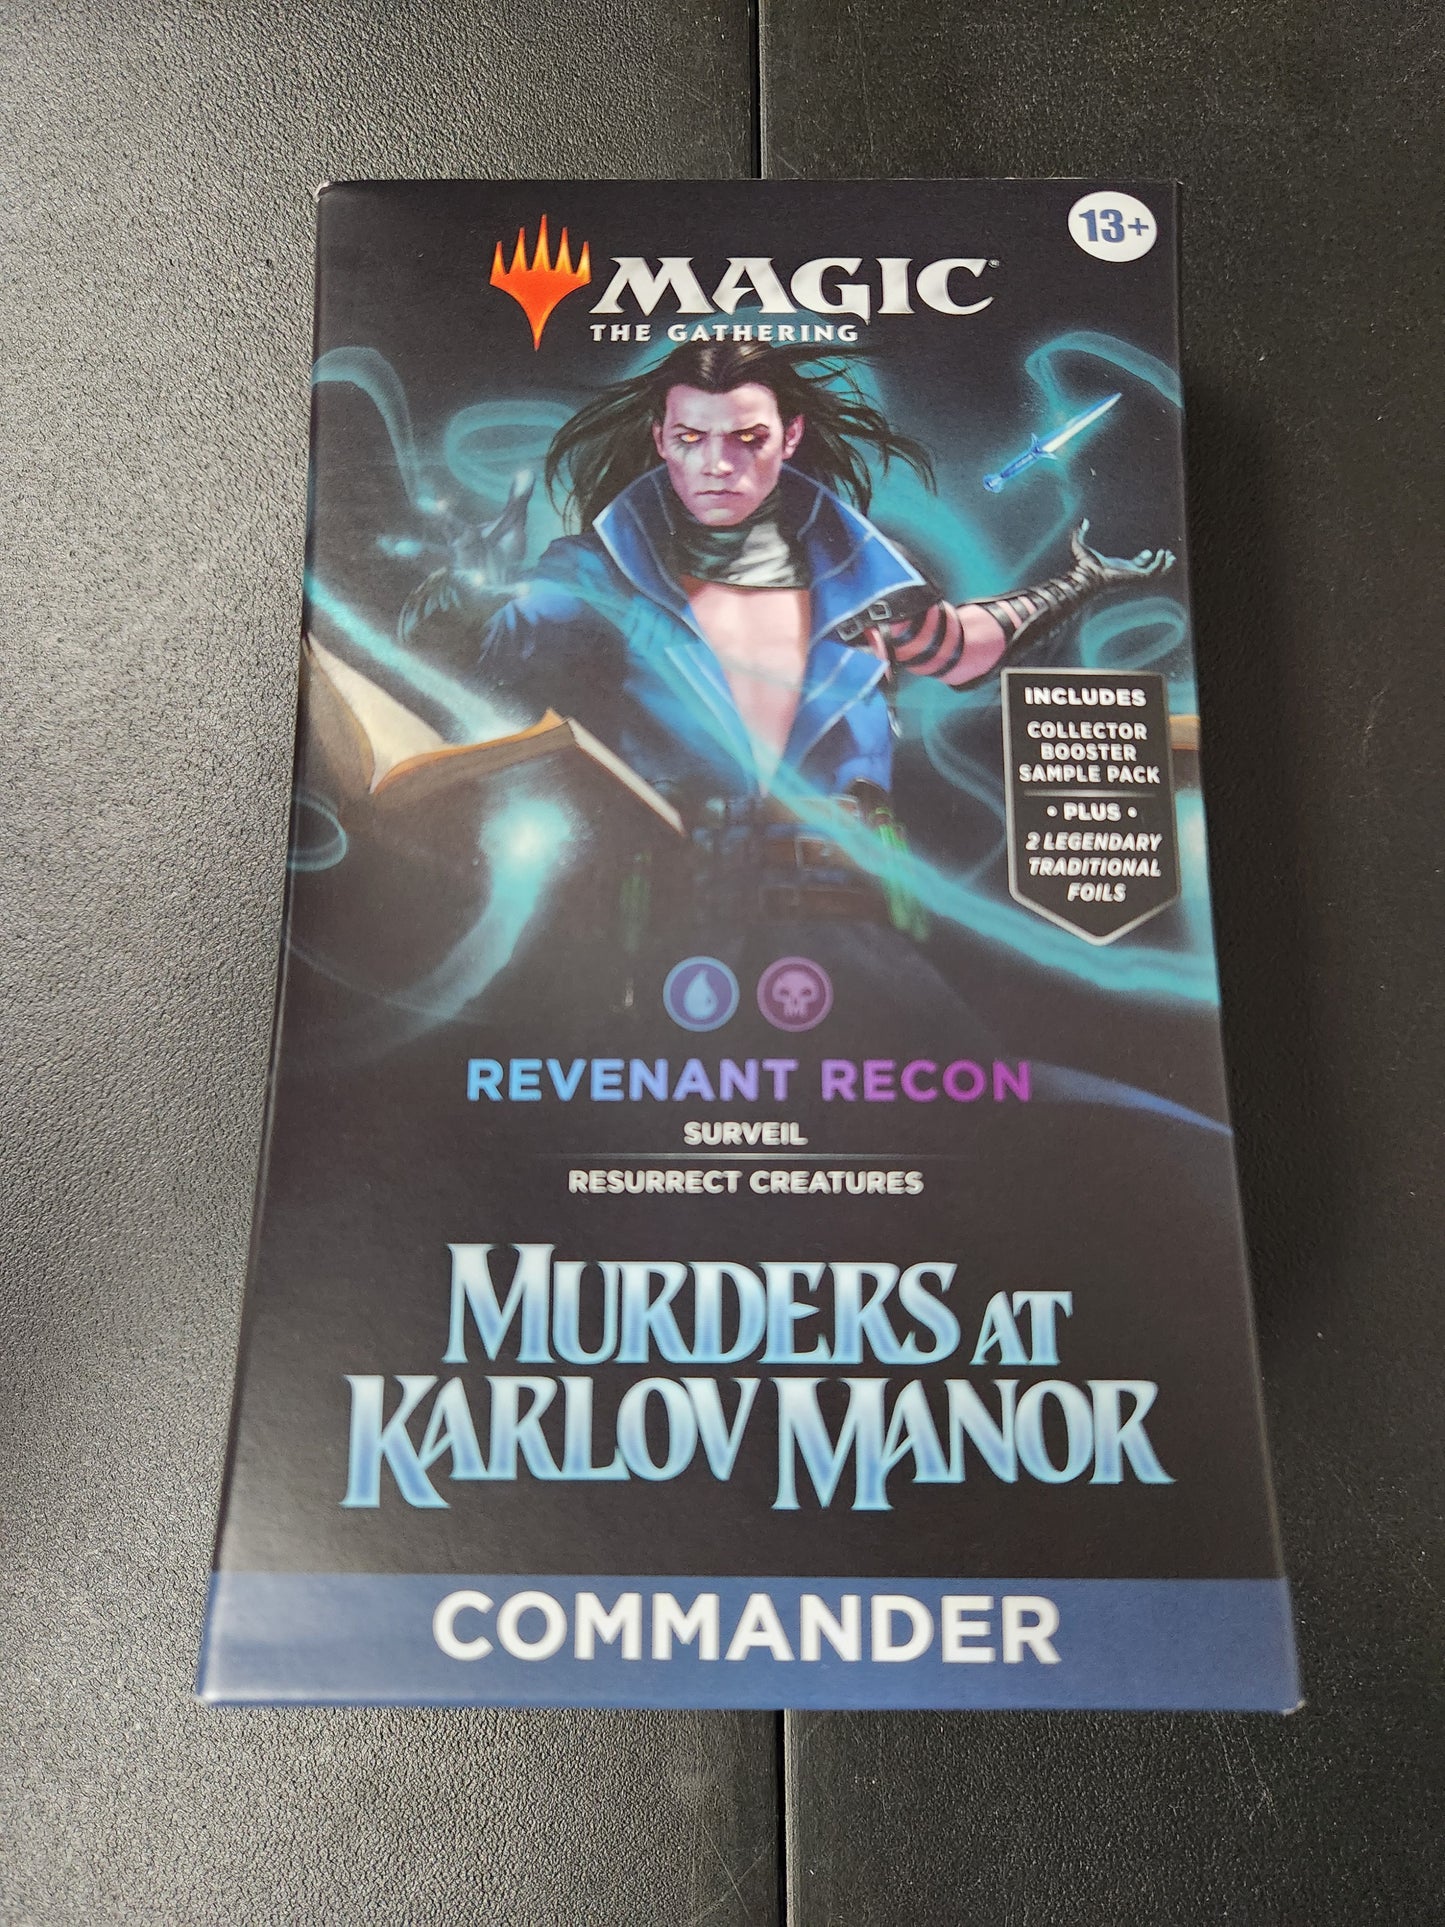 13+
MAGIC
THE GATHERING
INCLUDES
COLLECTOR
BOOSTER
SAMPLE PACK
• PLUS •
2 LEGENDARY
TRADITIONAL
FOILS
REVENANT RECON
SURVEIL
RESURRECT CREATURES
MURDERS AT
KARLOV MANOR
COMMANDER